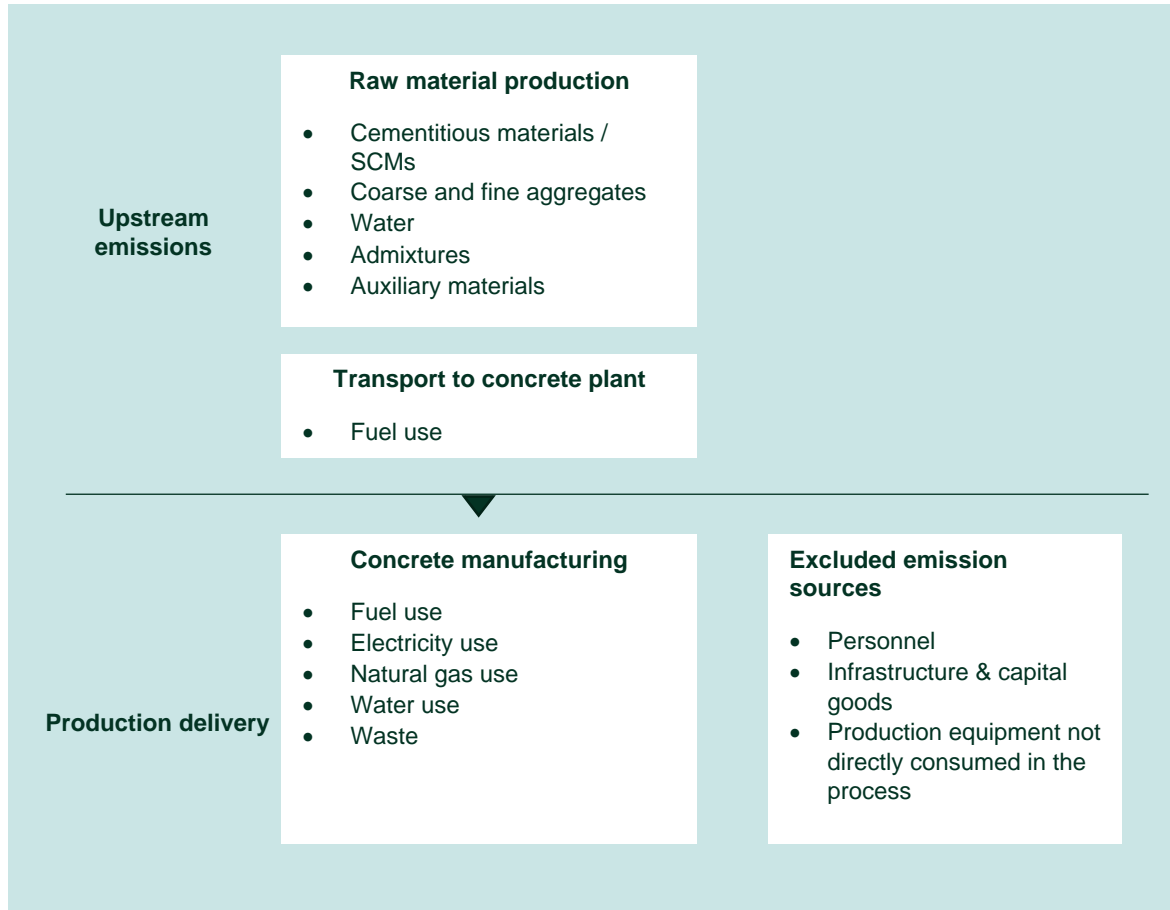 Raw material production
• Cementitious materials /
SCMs
• Coarse and fine aggregates
• Water
• Admixtures
• Auxiliary materials
Upstream
emissions
Transport to concrete plant
• Fuel use
Concrete manufacturing
• Fuel use
• Electricity use
• Natural gas use
• Water use
• Waste
Production delivery
Excluded emission
sources
• Personnel
• Infrastructure & capital
goods
• Production equipment not
directly consumed in the
process